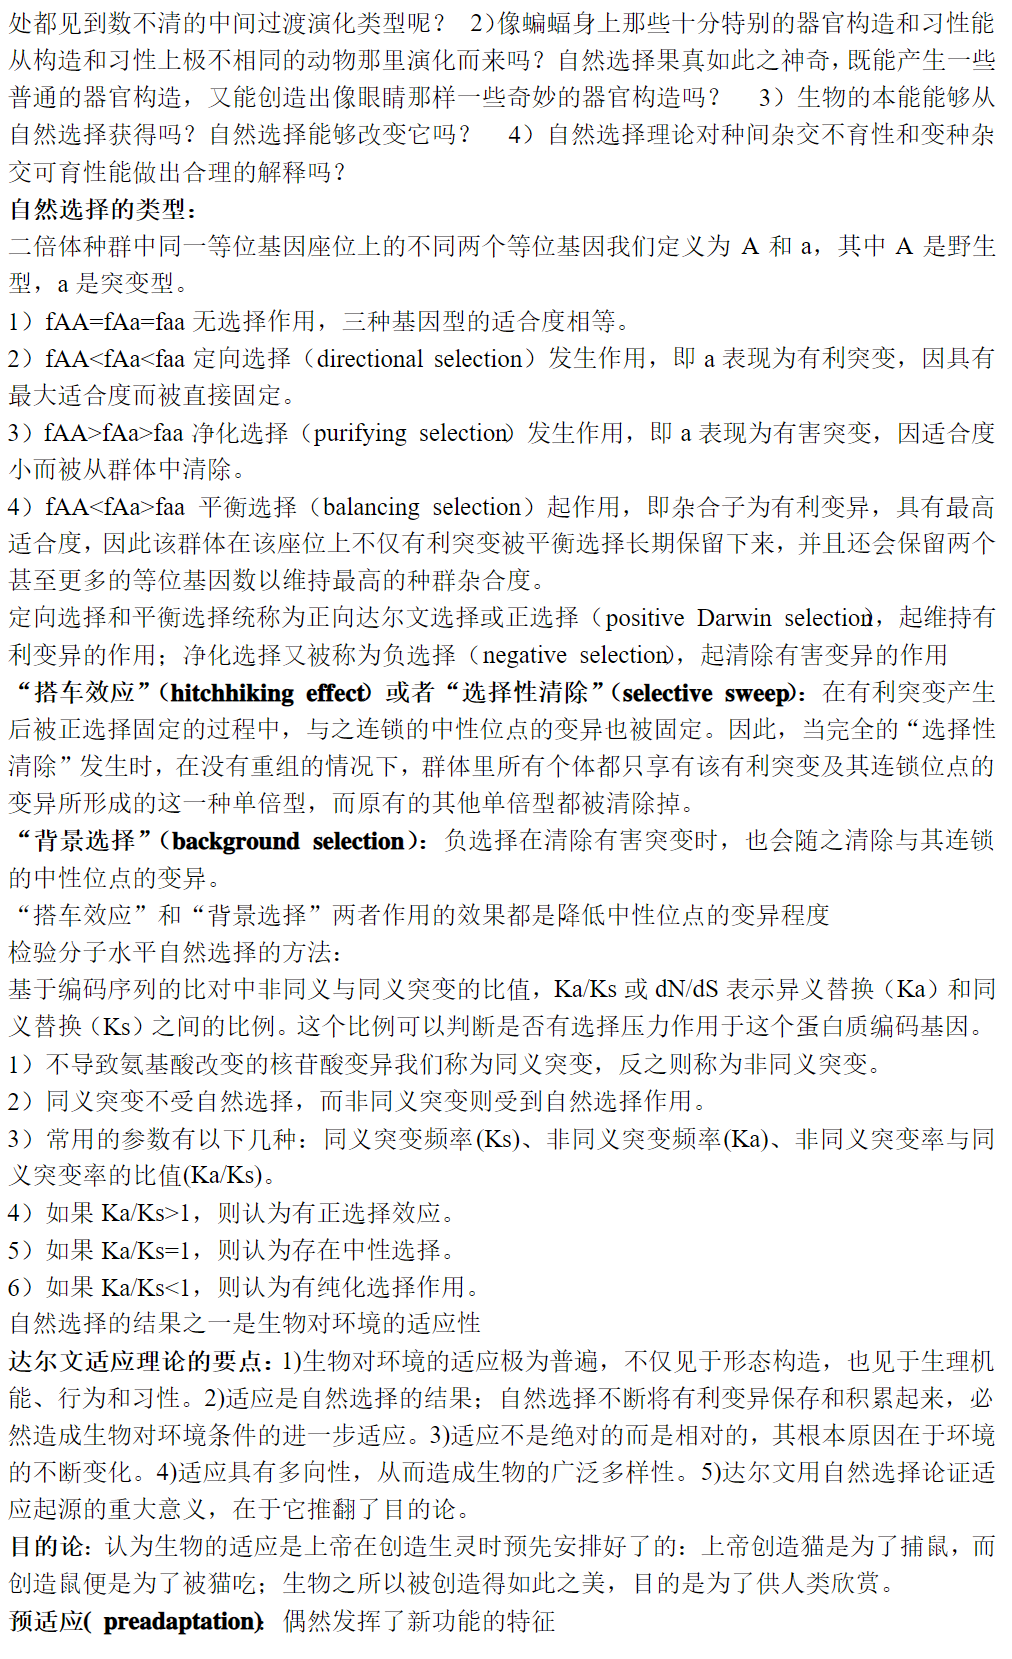 处都见到数不清的中间过渡演化类型呢？ 2)像蝙蝠身上那些十分特别的器官构造和习性能
从构造和习性上极不相同的动物那里演化而来吗？自然选择果真如此之神奇，既能产生一些
普通的器官构造，又能创造出像眼睛那样一些奇妙的器官构造吗？ 3）生物的本能能够从
自然选择获得吗？自然选择能够改变它吗？ 4）自然选择理论对种间杂交不育性和变种杂
交可育性能做出合理的解释吗？
自然选择的类型：
二倍体种群中同一等位基因座位上的不同两个等位基因我们定义为 A 和 a，其中 A 是野生
型，a 是突变型。
1）fAA=fAa=faa 无选择作用，三种基因型的适合度相等。
2）fAA<fAa<faa 定向选择（directional selection）发生作用，即 a 表现为有利突变，因具有
最大适合度而被直接固定。
3）fAA>fAa>faa 净化选择（purifying selection）发生作用，即 a 表现为有害突变，因适合度
小而被从群体中清除。
4）fAA<fAa>faa 平衡选择（balancing selection）起作用，即杂合子为有利变异，具有最高
适合度，因此该群体在该座位上不仅有利突变被平衡选择长期保留下来，并且还会保留两个
甚至更多的等位基因数以维持最高的种群杂合度。
定向选择和平衡选择统称为正向达尔文选择或正选择（positive Darwin selection），起维持有
利变异的作用；净化选择又被称为负选择（negative selection），起清除有害变异的作用
“搭车效应”（hitchhiking effect）或者“选择性清除”（selective sweep）：在有利突变产生
后被正选择固定的过程中，与之连锁的中性位点的变异也被固定。因此，当完全的“选择性
清除”发生时，在没有重组的情况下，群体里所有个体都只享有该有利突变及其连锁位点的
变异所形成的这一种单倍型，而原有的其他单倍型都被清除掉。
“背景选择”（background selection）：负选择在清除有害突变时，也会随之清除与其连锁
的中性位点的变异。
“搭车效应”和“背景选择”两者作用的效果都是降低中性位点的变异程度
检验分子水平自然选择的方法：
基于编码序列的比对中非同义与同义突变的比值，Ka/Ks 或 dN/dS 表示异义替换（Ka）和同
义替换（Ks）之间的比例。这个比例可以判断是否有选择压力作用于这个蛋白质编码基因。
1）不导致氨基酸改变的核苷酸变异我们称为同义突变，反之则称为非同义突变。
2）同义突变不受自然选择，而非同义突变则受到自然选择作用。
3）常用的参数有以下几种：同义突变频率(Ks)、非同义突变频率(Ka)、非同义突变率与同
义突变率的比值(Ka/Ks)。
4）如果 Ka/Ks>1，则认为有正选择效应。
5）如果 Ka/Ks=1，则认为存在中性选择。
6）如果 Ka/Ks<1，则认为有纯化选择作用。
自然选择的结果之一是生物对环境的适应性
达尔文适应理论的要点：1)生物对环境的适应极为普遍，不仅见于形态构造，也见于生理机
能、行为和习性。2)适应是自然选择的结果；自然选择不断将有利变异保存和积累起来，必
然造成生物对环境条件的进一步适应。3)适应不是绝对的而是相对的，其根本原因在于环境
的不断变化。4)适应具有多向性，从而造成生物的广泛多样性。5)达尔文用自然选择论证适
应起源的重大意义，在于它推翻了目的论。
目的论：认为生物的适应是上帝在创造生灵时预先安排好了的：上帝创造猫是为了捕鼠，而
创造鼠便是为了被猫吃；生物之所以被创造得如此之美，目的是为了供人类欣赏。
预适应( preadaptation)：偶然发挥了新功能的特征